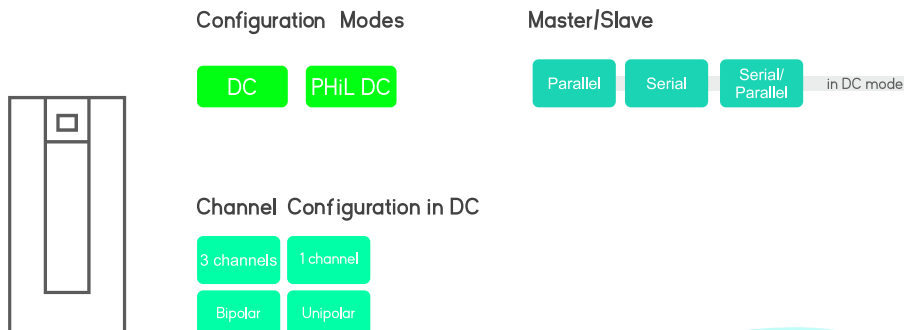 Configuration Modes
Master/Slave
DC
PHiL DC
Parallel
Serial
Serial/
Parallel
in DC mode
Channel Configuration in DC
3 channels
1 channel
Bipolar
Unipolar